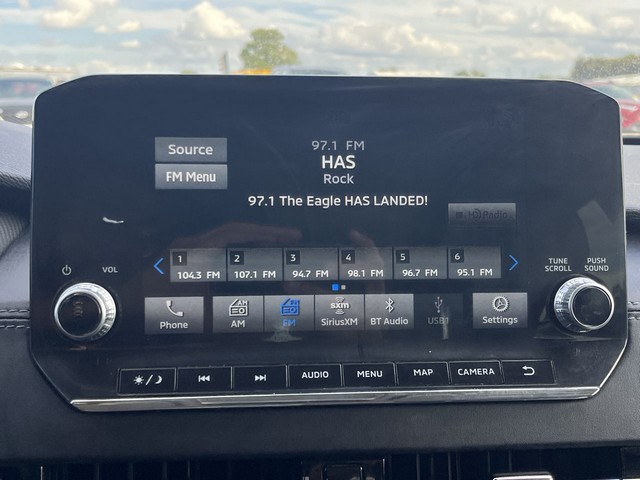 97.1 FM
Source
HAS
FM Menu
Rock
97.1 The Eagle HAS LANDED!
HD Radio
1 2 3 4 5 6
104.3 FM 107.1 FM 94.7 FM 98.1 FM 96.7 FM 95.1 FM
VOL
TUNE SCROLL
PUSH SOUND
Phone AM FM sxm SiriusXM BT Audio USB1 Settings
AUDIO MENU MAP CAMERA